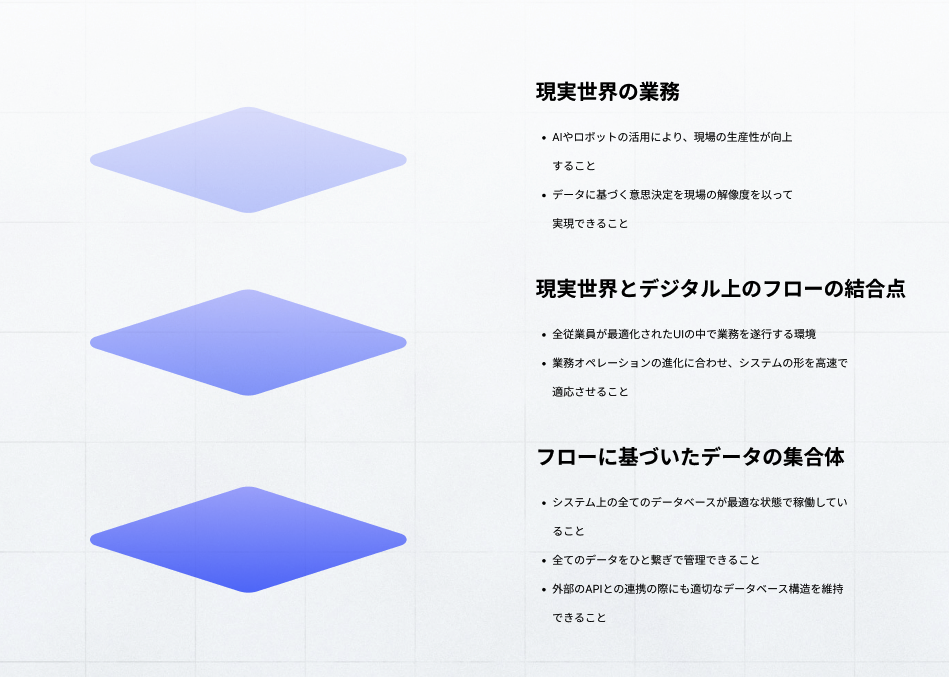 現実世界の業務
• AIやロボットの活用により、現場の生産性が向上
すること
• データに基づく意思決定を現場の解像度を以って
実現できること
現実世界とデジタル上のフローの結合点
• 全従業員が最適化されたUIの中で業務を遂行する環境
• 業務オペレーションの進化に合わせ、システムの形を高速で
適応させること
フローに基づいたデータの集合体
• システム上の全てのデータベースが最適な状態で稼働してい
ること
• 全てのデータをひと繋ぎで管理できること
• 外部のAPIとの連携の際にも適切なデータベース構造を維持
できること